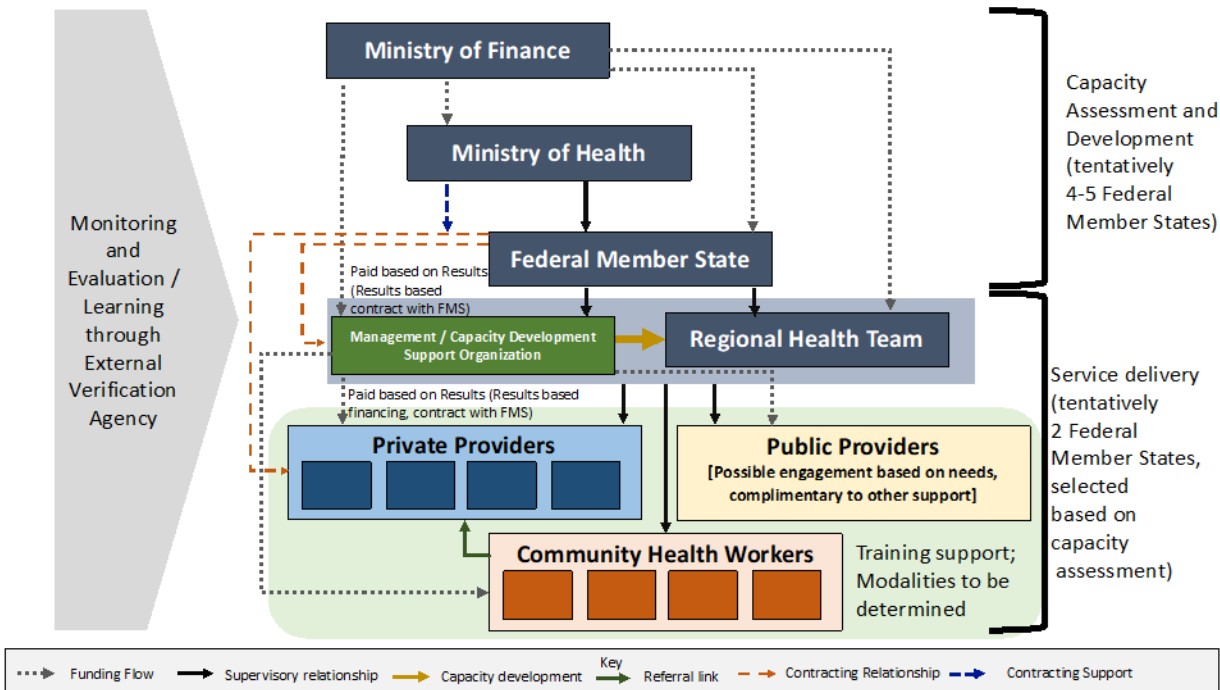 Ministry of Finance
Capacity
Assessment and
Development
(tentatively
4-5 Federal
Member States)
Ministry of Health
Monitoring
and
Evaluation /
Learning
through
External
Verification
Agency
Federal Member State
Paid based on Results
(Results based
contract with FMS)
Management / Capacity Development
Support Organization
Regional Health Team
Service delivery
(tentatively
2 Federal
Member States,
selected
based on
capacity
assessment)
Paid based on Results (Results based
financing, contract with FMS)
Private Providers
Public Providers
[Possible engagement based on needs,
complimentary to other support]
Community Health Workers
Training support;
Modalities to be
determined
Key
Funding Flow
Supervisory relationship
Capacity development
Referral link
Contracting Relationship
Contracting Support